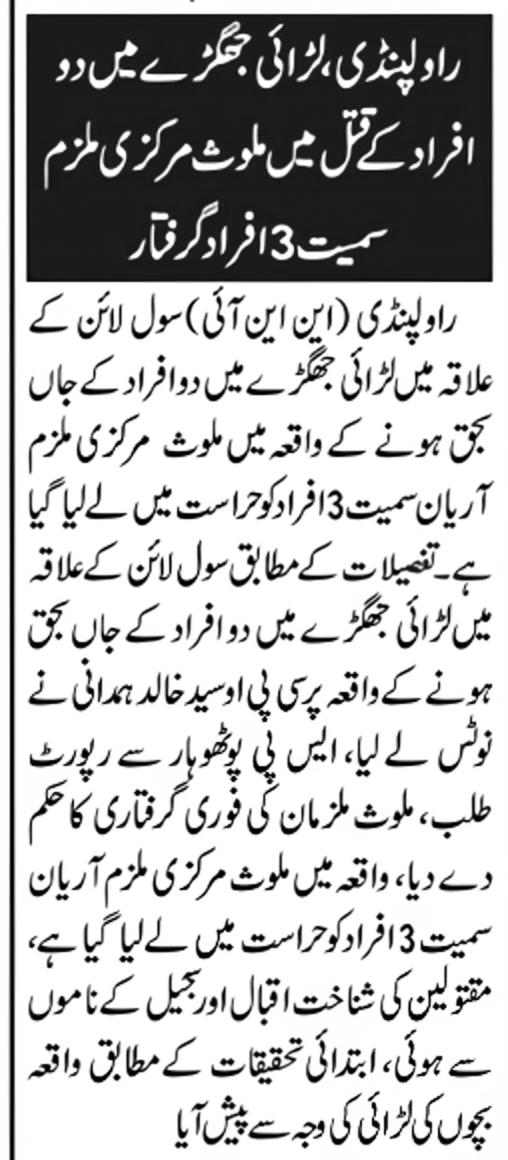 راولپنڈی،لڑائی جھگڑے میں دو
افراد کے قتل میں ملوث مرکزی ملزم
سمیت 3 افراد گرفتار
راولپنڈی (این این آئی) سول لائن کے
علاقہ میں لڑائی جھگڑے میں دو افراد کے جاں
بحق ہونے کے واقعہ میں ملوث مرکزی ملزم
آریان سمیت 3 افراد کو حراست میں لے لیا گیا
ہے۔ تفصیلات کے مطابق سول لائن کے علاقہ
میں لڑائی جھگڑے میں دو افراد کے جاں بحق
ہونے کے واقعہ پر سی پی او سید خالد ہمدانی نے
نوٹس لے لیا، ایس پی پوٹھوہار سے رپورٹ
طلب، ملوث ملزمان کی فوری گرفتاری کا حکم
دے دیا، واقعہ میں ملوث مرکزی ملزم آریان
سمیت 3 افراد کو حراست میں لے لیا گیا ہے،
مقتولین کی شناخت اقبال اور سجیل کے ناموں
سے ہوئی، ابتدائی تحقیقات کے مطابق واقعہ
بچوں کی لڑائی کی وجہ سے پیش آیا